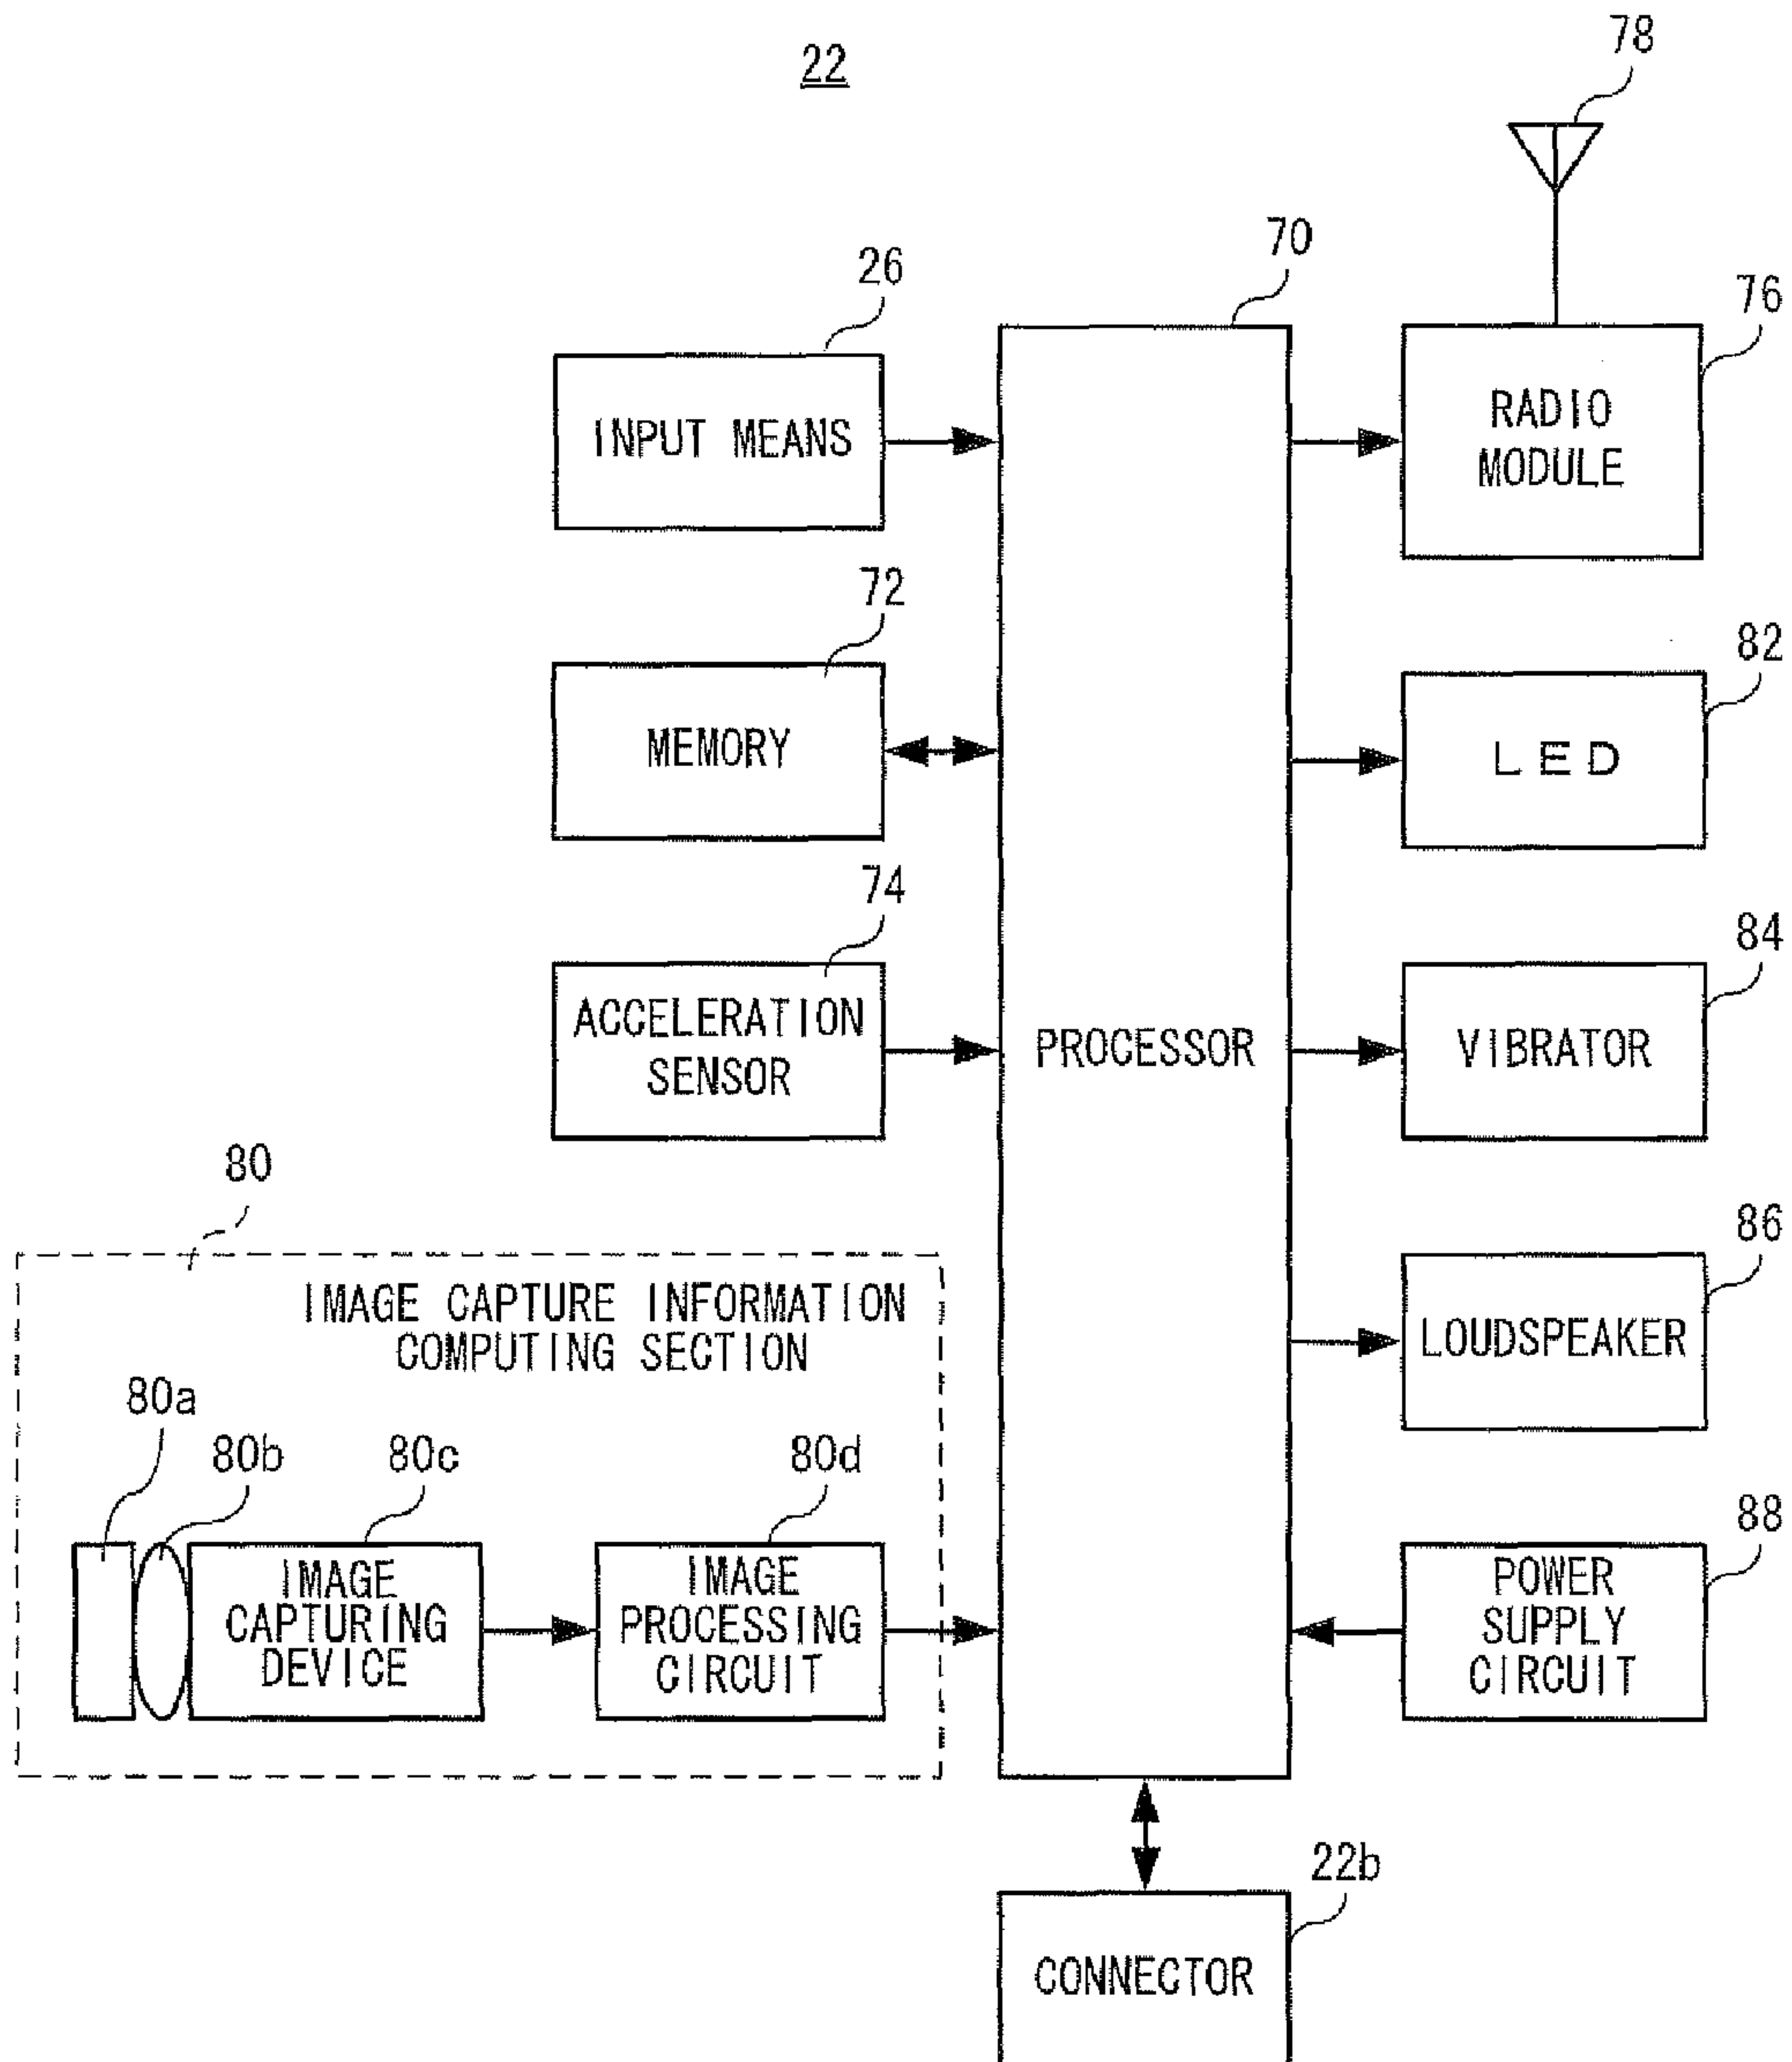 22
78
70
26
76
INPUT MEANS
RADIO
MODULE
72
82
MEMORY
LED
74
84
ACCELERATION
SENSOR
PROCESSOR
VIBRATOR
80
86
IMAGE CAPTURE INFORMATION
COMPUTING SECTION
LOUDSPEAKER
80a
80b
80c
80d
88
IMAGE
CAPTURING
DEVICE
IMAGE
PROCESSING
CIRCUIT
POWER
SUPPLY
CIRCUIT
22b
CONNECTOR